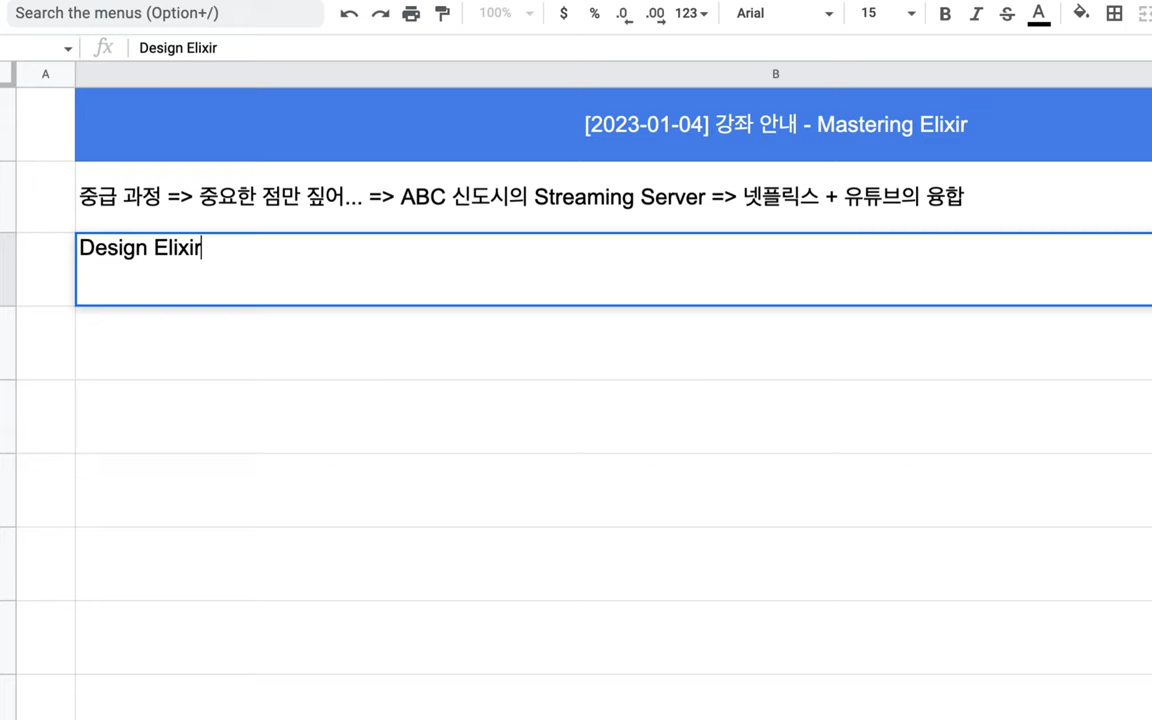 Search the menus (Option+/)
100%
$ % .0 .00 123
Arial
15
B I S A
fx Design Elixir
A B
[2023-01-04] 강좌 안내 - Mastering Elixir
중급 과정 => 중요한 점만 짚어... => ABC 신도시의 Streaming Server => 넷플릭스 + 유튜브의 융합
Design Elixir